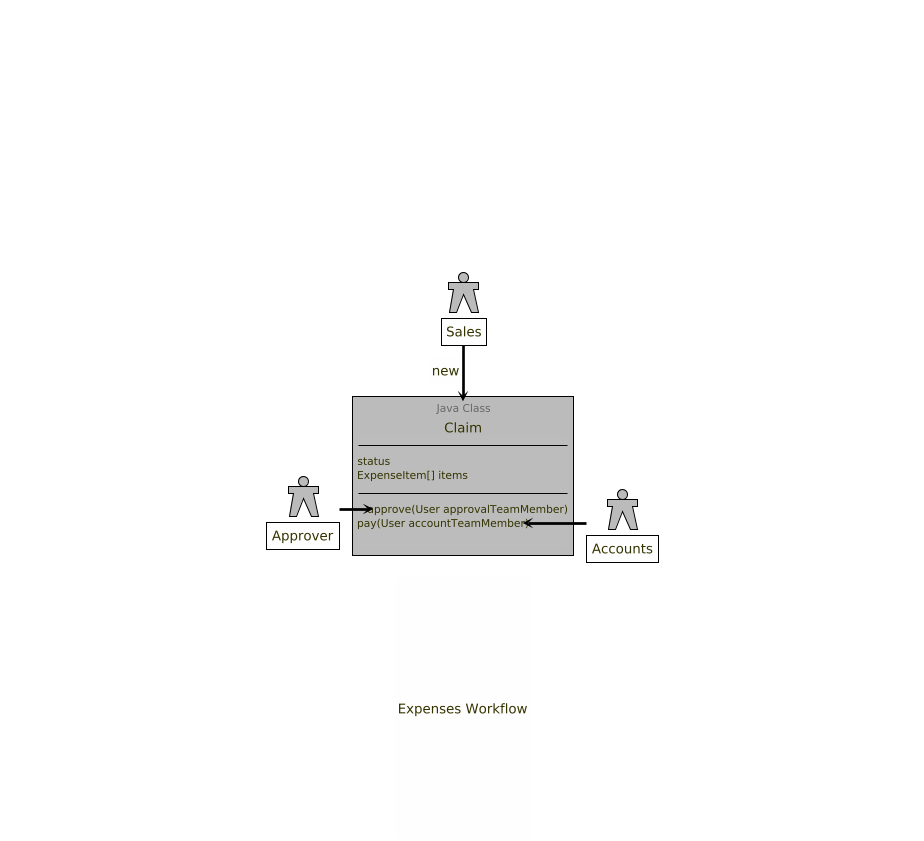 Sales
new
Java Class
Claim
status
ExpenseItem[] items
approve(User approvalTeamMember)
pay(User accountTeamMember)
Approver
Accounts
Expenses Workflow